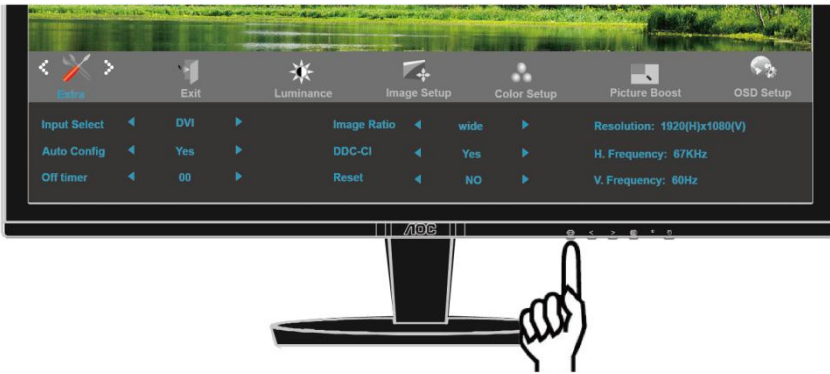 Extra Exit Luminance Image Setup Color Setup Picture Boost OSD Setup
Input Select DVI Image Ratio wide Resolution: 1920(H)x1080(V)
Auto Config Yes DDC-CI Yes H. Frequency: 67KHz
Off timer 00 Reset NO V. Frequency: 60Hz
AOC